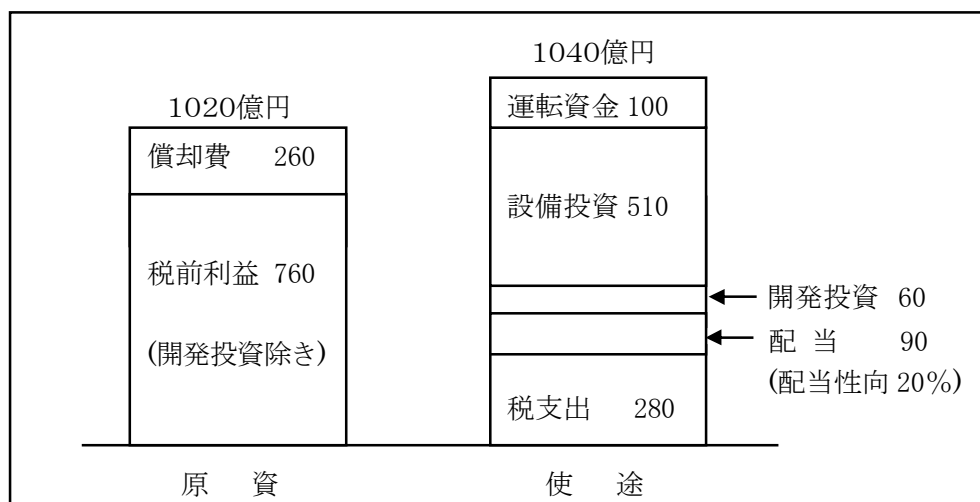 1020億円
償却費 260
税前利益 760
(開発投資除き)
原 資
1040億円
運転資金 100
設備投資 510
開発投資 60
配 当 90
(配当性向 20%)
税支出 280
使 途